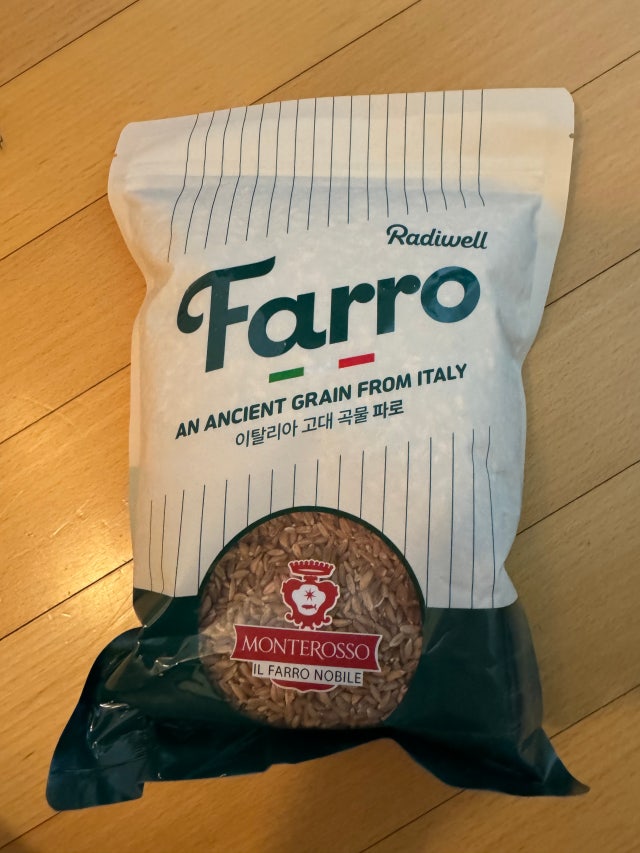 Radiwell
Farro
AN ANCIENT GRAIN FROM ITALY
이탈리아 고대 곡물 파로
MONTEROSSO
IL FARRO NOBILE